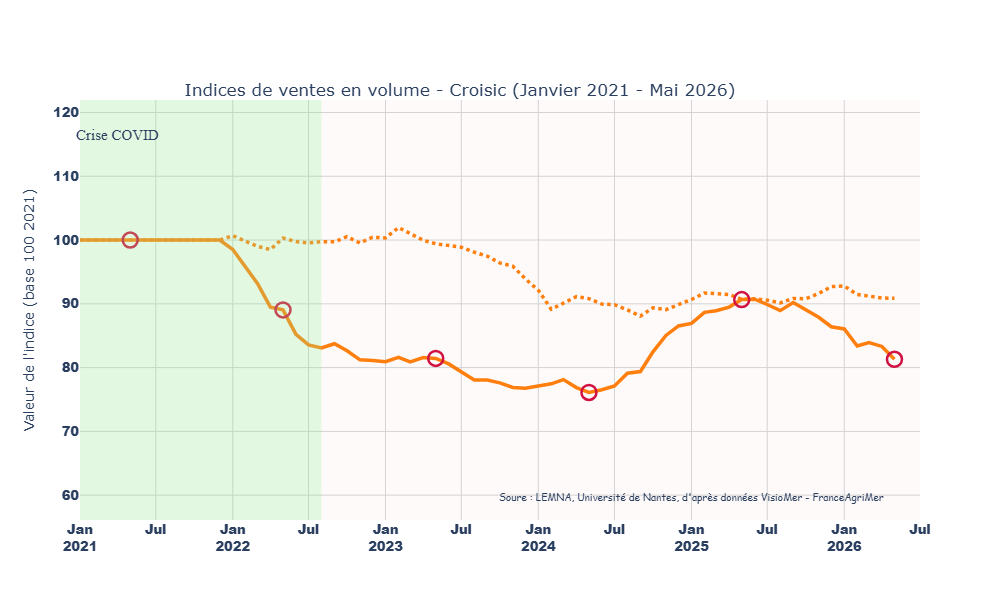 Indices de ventes en volume - Croisic (Janvier 2021 - Mai 2026)
120
Crise COVID
110
100
90
80
70
60
Valeur de l'indice (base 100 2021)
Soure : LEMNA, Université de Nantes, d'après données VisioMer - FranceAgriMer
Jan Jul Jan Jul Jan Jul Jan Jul Jan Jul Jan Jul
2021 2022 2023 2024 2025 2026